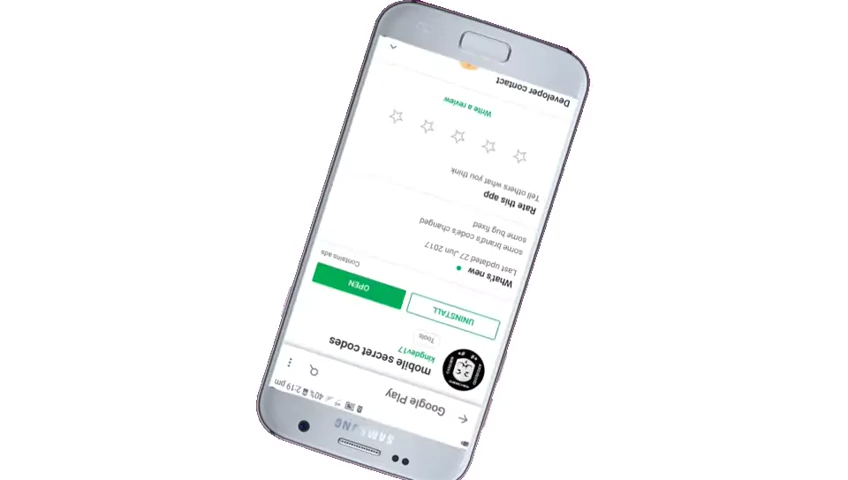 SAMSUNG
40% 2:19 pm
Google Play
mobile secret codes
kingdev17
Tools
UNINSTALL
OPEN
Contains ads
What's new
Last updated 27 Jun 2017
some brand's code's changed
some bug fixed
Rate this app
Tell others what you think
Write a review
Developer contact